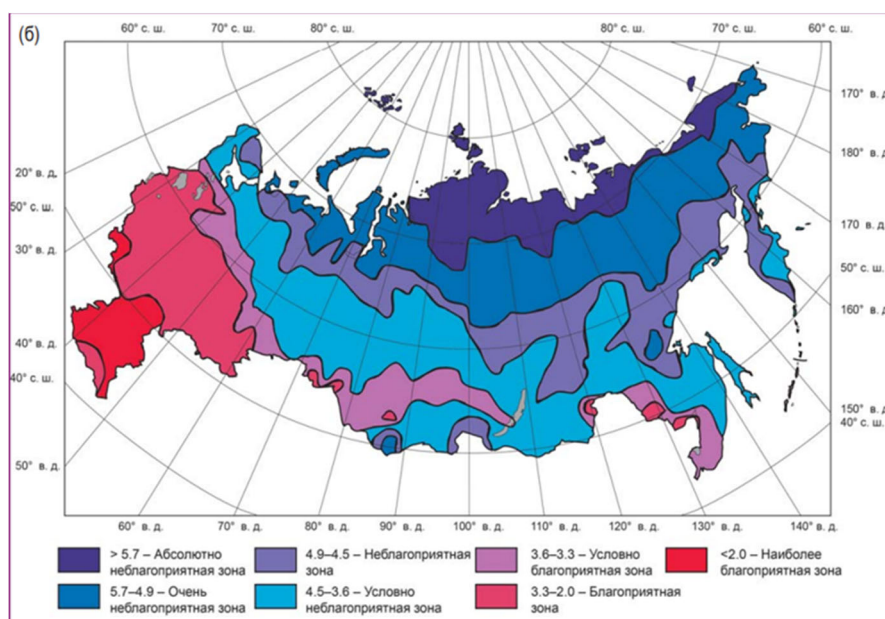 (б)
60° с. ш. 70° с. ш. 80° с. ш. 80° с. ш. 70° с. ш. 60° с. ш.
170° в. д.
180° в. д.
20° в. д.
50° с. ш.
30° в. д.
170 в. д.
50° с. ш.
160° в. д.
40° в. д.
40° с. ш.
150° в. д.
40° с. ш.
50° в. д.
60° в. д. 70° в. д. 80° в. д. 90° в. д. 100° в. д. 110° в. д. 120° в. д. 130° в. д. 140° в. д.
> 5.7 – Абсолютно
неблагоприятная зона
5.7–4.9 – Очень
неблагоприятная зона
4.9–4.5 – Неблагоприятная
зона
4.5–3.6 – Условно
неблагоприятная зона
3.6–3.3 – Условно
благоприятная зона
3.3–2.0 – Благоприятная
зона
<2.0 – Наиболее
благоприятная зона